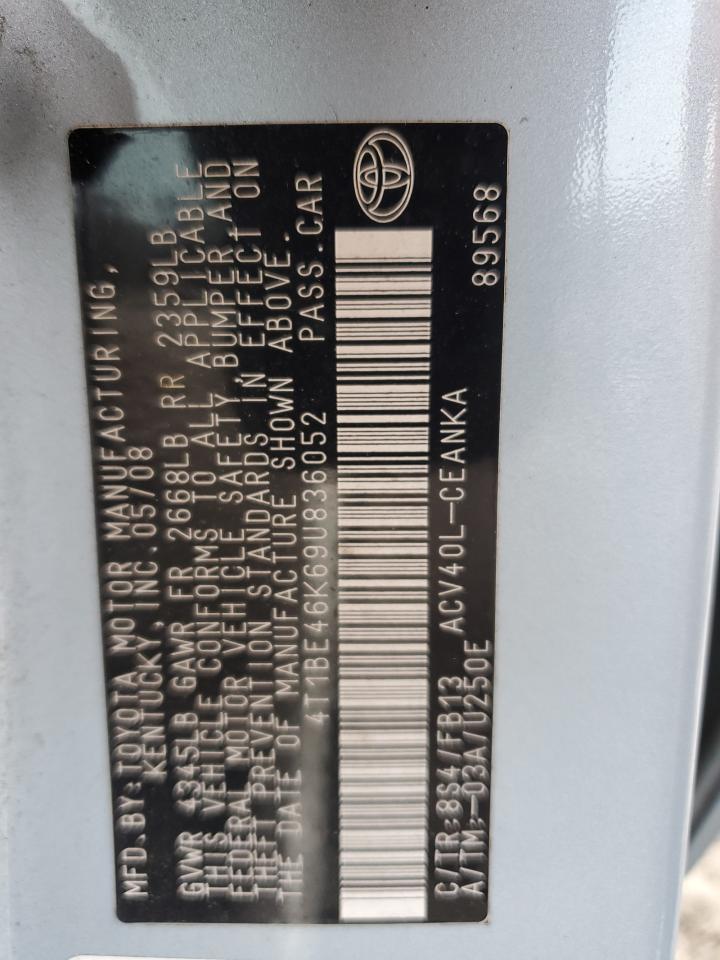 MFD.BY:TOYOTA MOTOR MANUFACTURING,
KENTUCKY,INC.05/08
GVWR 4345LB GAWR FR 2668LB RR 2359LB
THIS VEHICLE CONFORMS TO ALL APPLICABLE
FEDERAL MOTOR VEHICLE SAFETY,BUMPER,AND
THEFT PREVENTION STANDARDS IN EFFECT ON
THE DATE OF MANUFACTURE SHOWN ABOVE.
4T1BE46K69U836052 PASS.CAR
C/TR:8S4/FB13 ACV40L-CEANKA 89568
A/TM:-03A/U250E